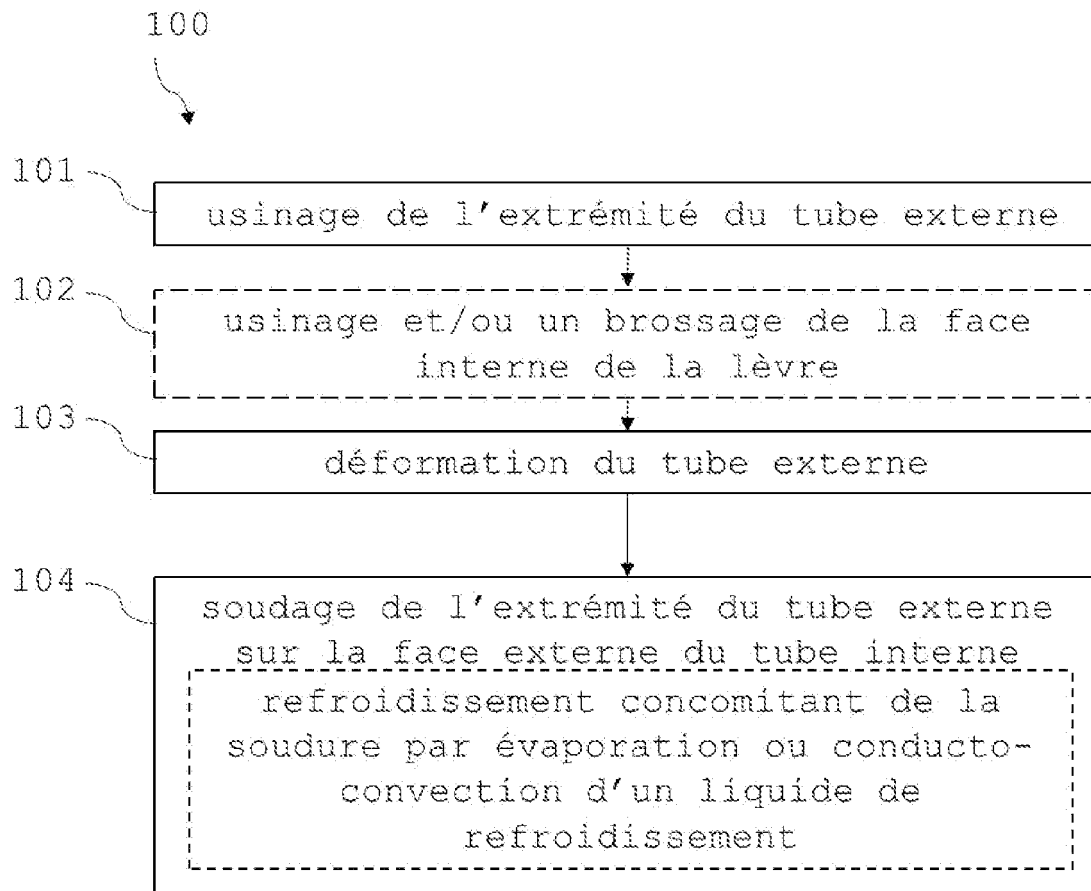 100
101
usinage de l'extrémité du tube externe
102
usinage et/ou un brossage de la face
interne de la lèvre
103
déformation du tube externe
104
soudage de l'extrémité du tube externe
sur la face externe du tube interne
refroidissement concomitant de la
soudure par évaporation ou conducto-
convection d'un liquide de
refroidissement